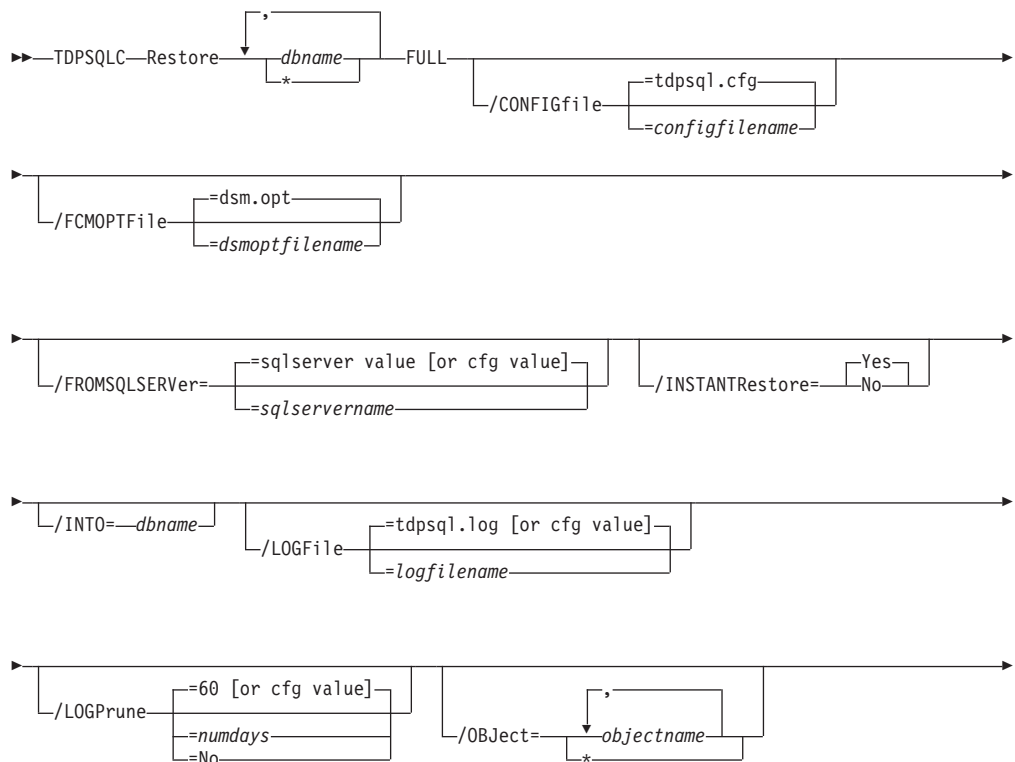 ,
TDPSQLC Restore dbname FULL
*
=tdpsql.cfg
/CONFIGfile
=configfilename
=dsm.opt
/FCMOPTFile
=dsmoptfilename
=sqlserver value [or cfg value] Yes
/FROMSQLSERVer= /INSTANTRestore= No
=sqlservername
/INTO= dbname =tdpsql.log [or cfg value]
/LOGFile
=logfilename
=60 [or cfg value] ,
/LOGPrune
=numdays /OBJect= objectname
=No *